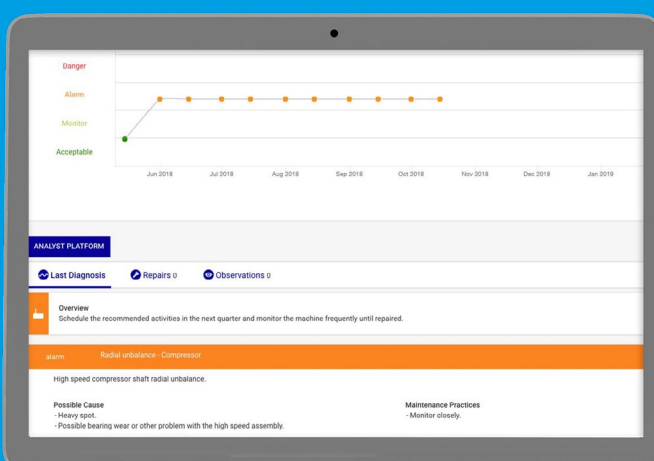 Danger
Alarm
Monitor
Acceptable
Jun 2018 Jul 2018 Aug 2018 Sep 2018 Oct 2018 Nov 2018 Dec 2018 Jan 2019
ANALYST PLATFORM
Last Diagnosis Repairs 0 Observations 0
Overview
Schedule the recommended activities in the next quarter and monitor the machine frequently until repaired.
alarm Radial unbalance - Compressor
High speed compressor shaft radial unbalance.
Possible Cause Maintenance Practices
- Heavy spot. - Monitor closely.
- Possible bearing wear or other problem with the high speed assembly.